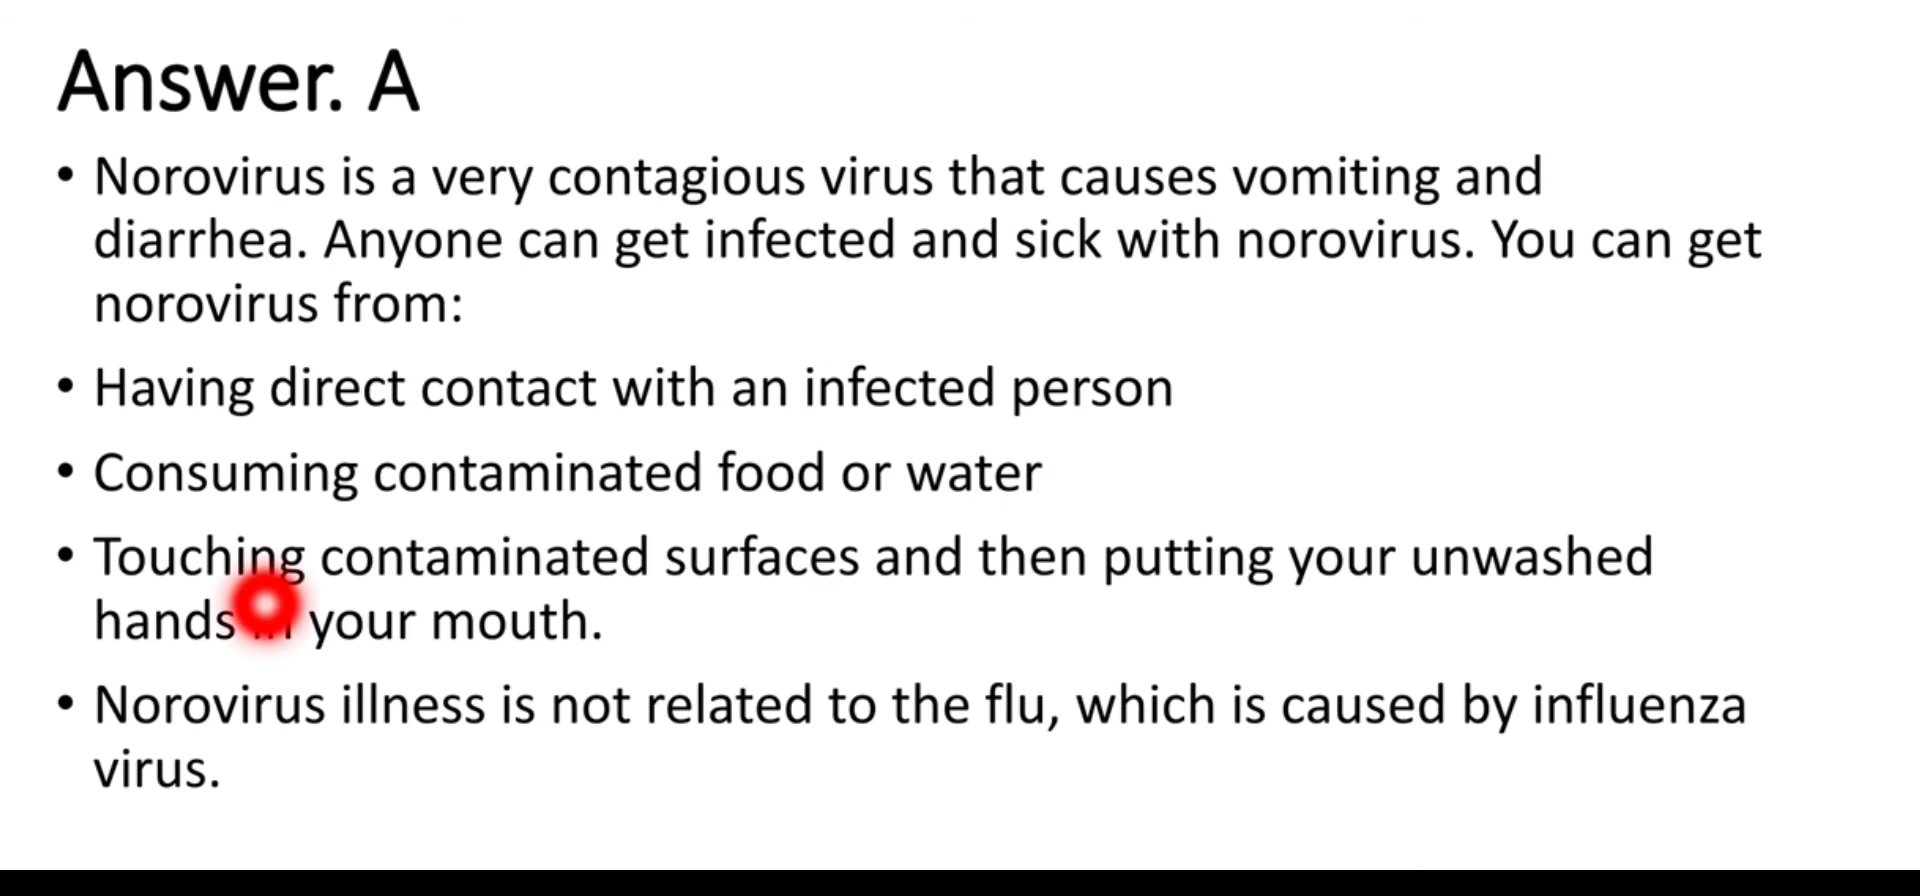 Answer. A
• Norovirus is a very contagious virus that causes vomiting and
diarrhea. Anyone can get infected and sick with norovirus. You can get
norovirus from:
• Having direct contact with an infected person
• Consuming contaminated food or water
• Touching contaminated surfaces and then putting your unwashed
hands in your mouth.
• Norovirus illness is not related to the flu, which is caused by influenza
virus.